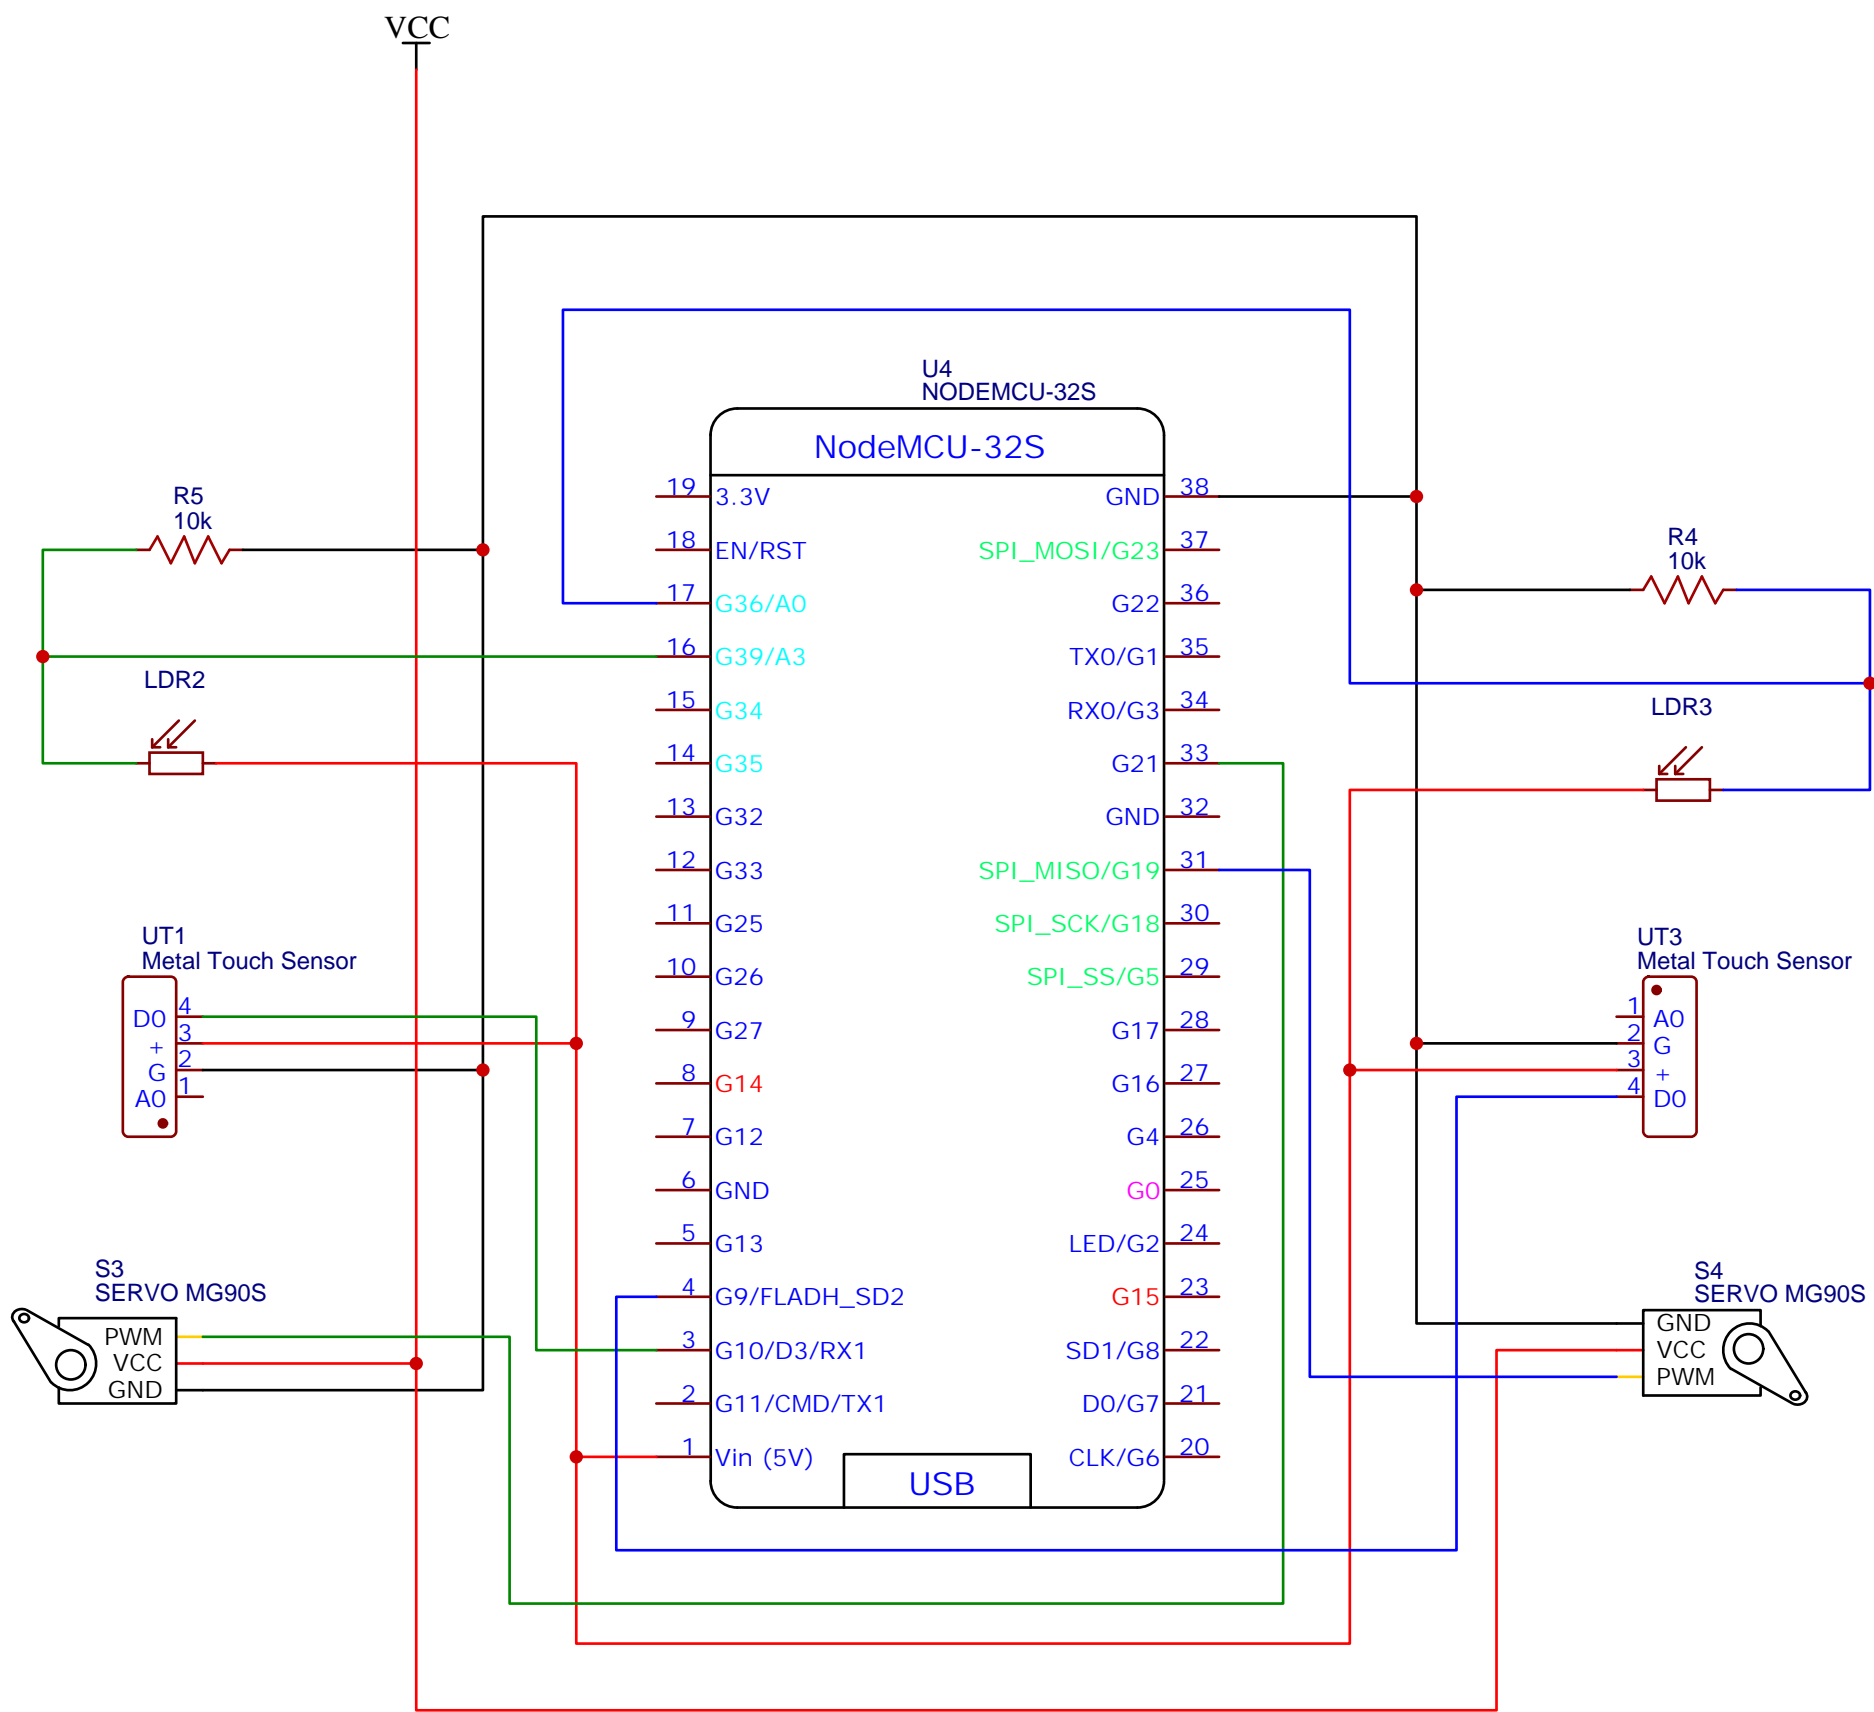 VCC
U4
NODEMCU-32S
NodeMCU-32S
19 3.3V
18 EN/RST
17 G36/A0
16 G39/A3
15 G34
14 G35
13 G32
12 G33
11 G25
10 G26
9 G27
8 G14
7 G12
6 GND
5 G13
4 G9/FLADH_SD2
3 G10/D3/RX1
2 G11/CMD/TX1
1 Vin (5V)
GND 38
SPI_MOSI/G23 37
G22 36
TX0/G1 35
RX0/G3 34
G21 33
GND 32
SPI_MISO/G19 31
SPI_SCK/G18 30
SPI_SS/G5 29
G17 28
G16 27
G4 26
G0 25
LED/G2 24
G15 23
SD1/G8 22
D0/G7 21
CLK/G6 20
USB
R5
10k
LDR2
UT1
Metal Touch Sensor
D0 4
+ 3
G 2
A0 1
S3
SERVO MG90S
PWM
VCC
GND
R4
10k
LDR3
UT3
Metal Touch Sensor
1 A0
2 G
3 +
4 D0
S4
SERVO MG90S
GND
VCC
PWM